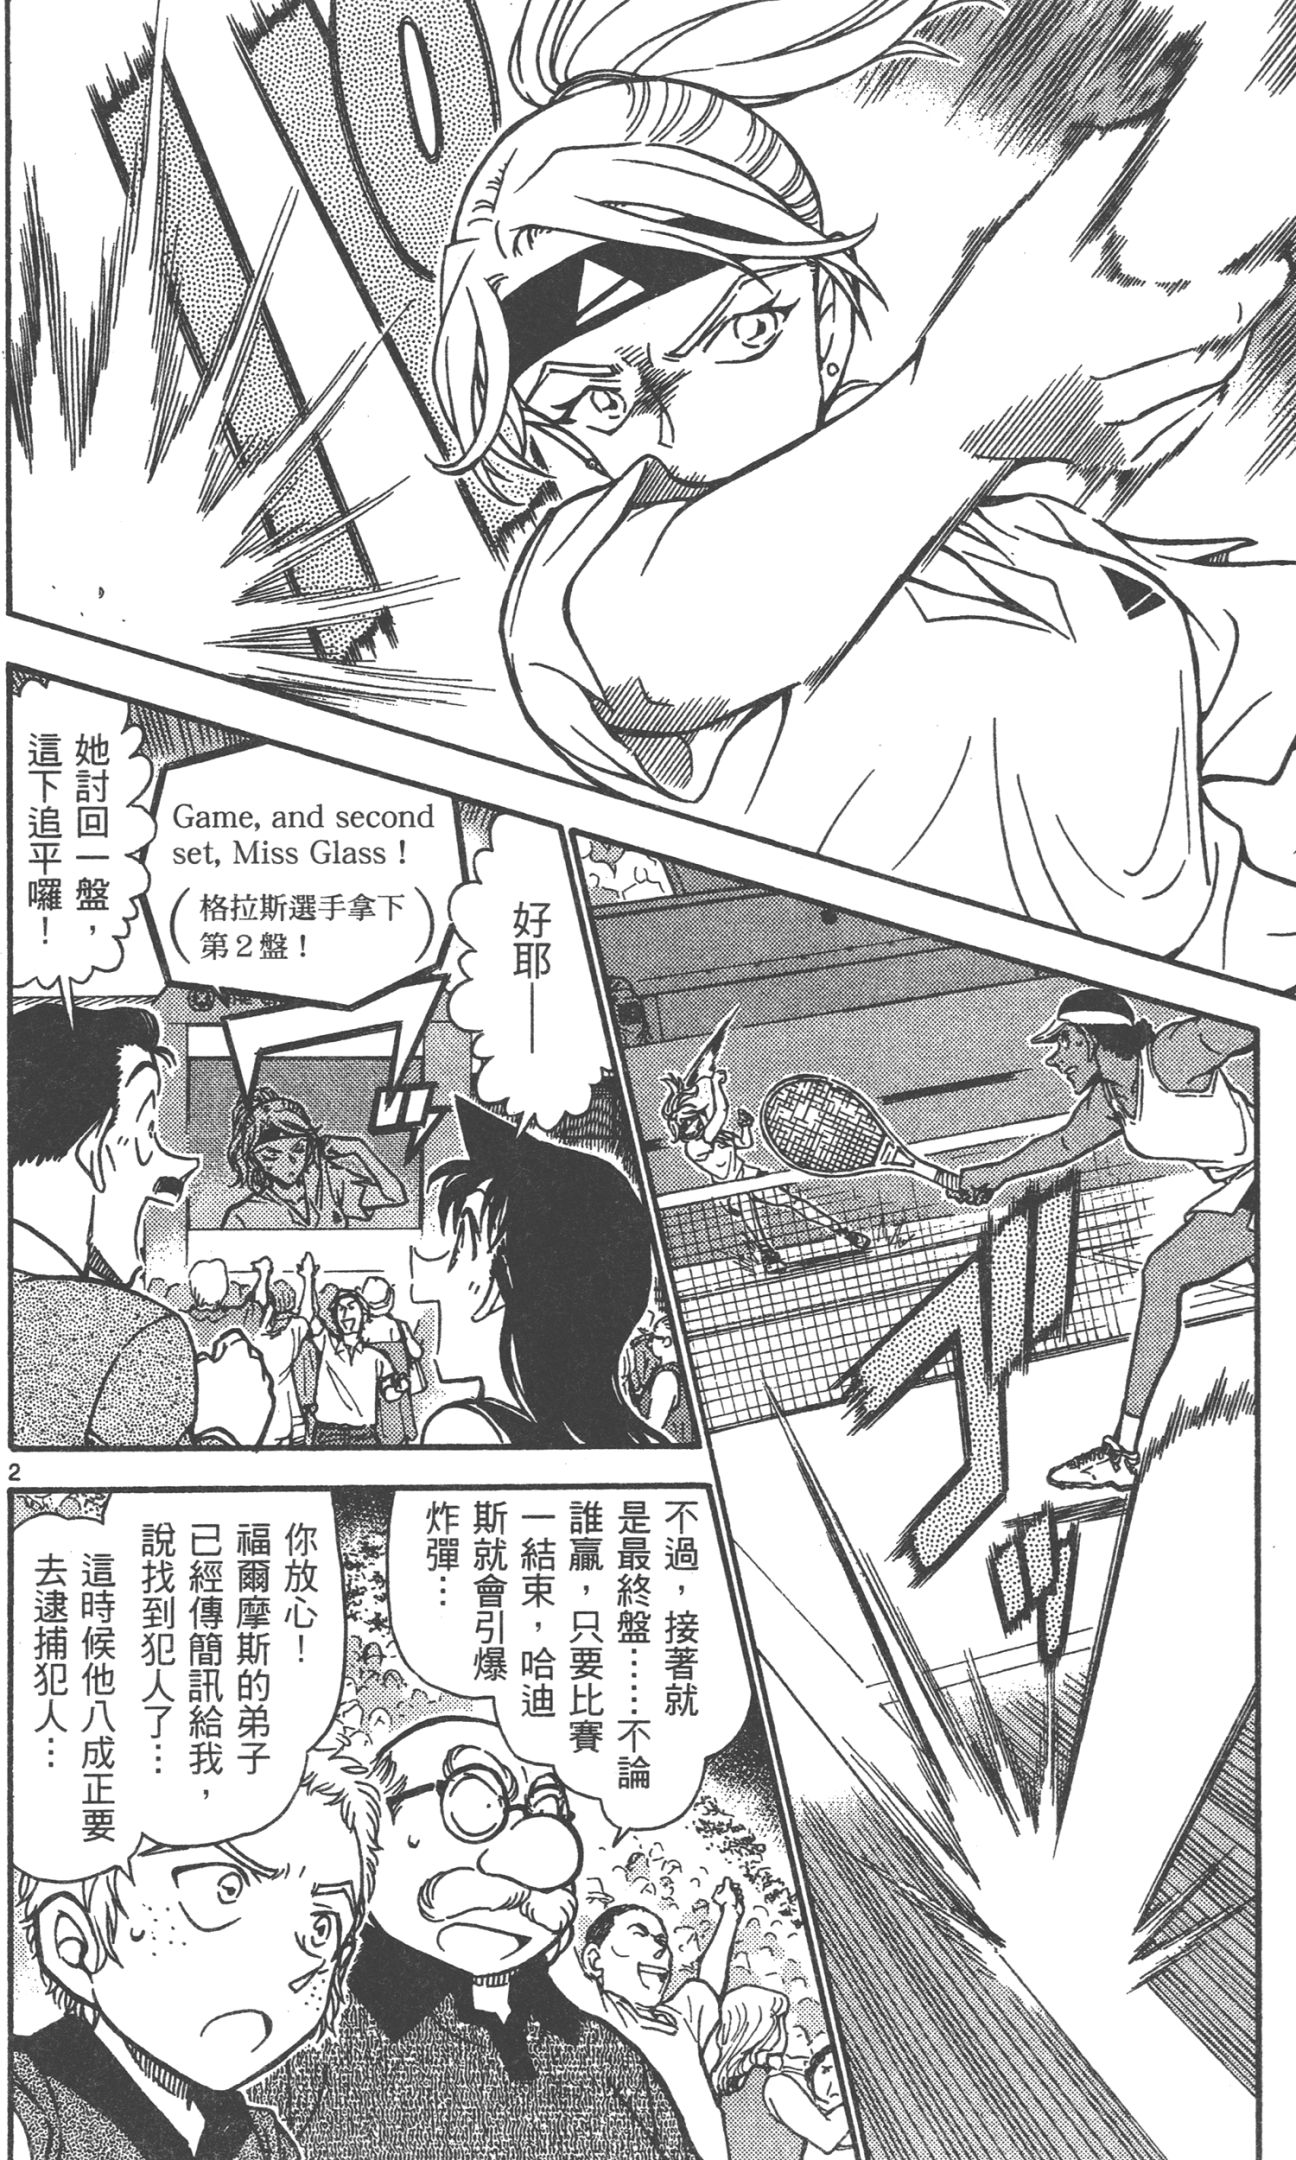 好耶——
Game, and second
set, Miss Glass！
（格拉斯選手拿下
第２盤！）
她討回一盤，
這下追平囉！
不過，接著就
是最終盤……不論
誰贏，只要比賽
一結束，哈迪
斯就會引爆
炸彈…
你放心！
福爾摩斯的弟子
已經傳簡訊給我，
說找到犯人了…
這時候他八成正要
去逮捕犯人…
2